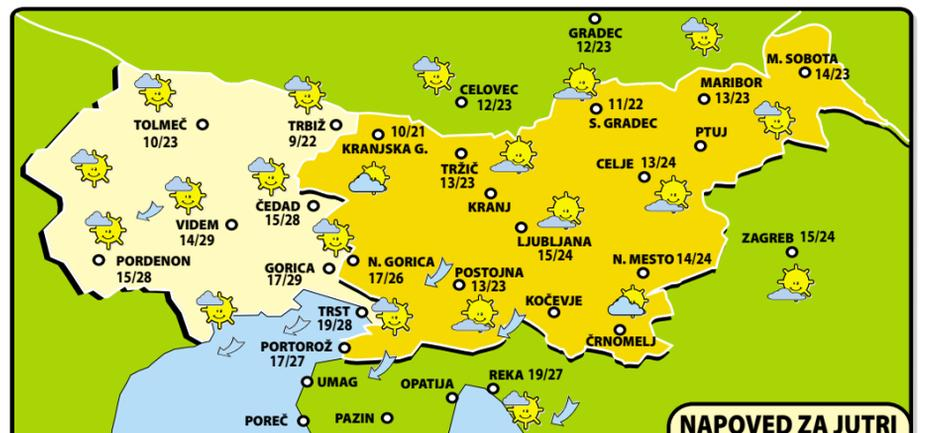 GRADEC
12/23
M. SOBOTA
14/23
MARIBOR
13/23
CELOVEC
12/23
11/22
S. GRADEC
TOLMEČ
10/23
TRBIŽ
9/22
10/21
KRANJSKA G.
PTUJ
TRŽIČ
13/23
CELJE 13/24
KRANJ
ČEDAD
15/28
VIDEM
14/29
LJUBLJANA
15/24
ZAGREB 15/24
PORDENON
15/28
GORICA
17/29
N. GORICA
17/26
POSTOJNA
13/23
N. MESTO 14/24
KOČEVJE
TRST
19/28
ČRNOMELJ
PORTOROŽ
17/27
UMAG
OPATIJA
REKA 19/27
POREČ
PAZIN
NAPOVED ZA JUTRI